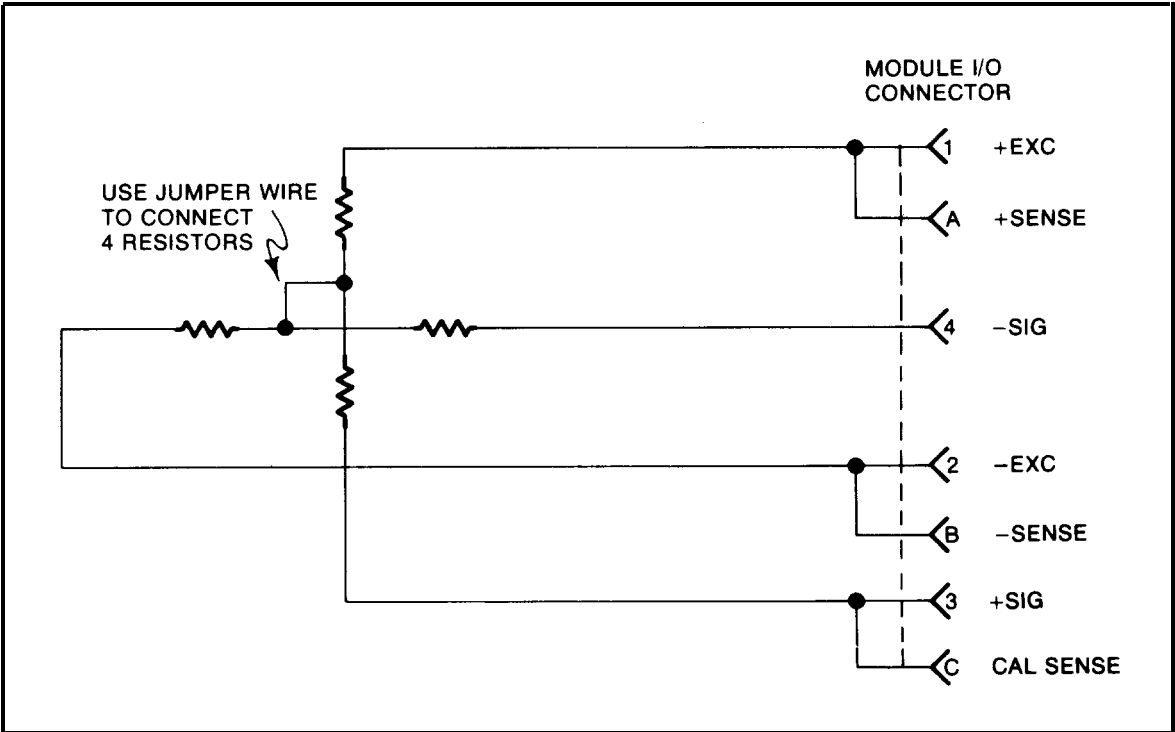 MODULE I/O
CONNECTOR
1 +EXC
USE JUMPER WIRE
TO CONNECT
4 RESISTORS
A +SENSE
4 −SIG
2 −EXC
B −SENSE
3 +SIG
C CAL SENSE